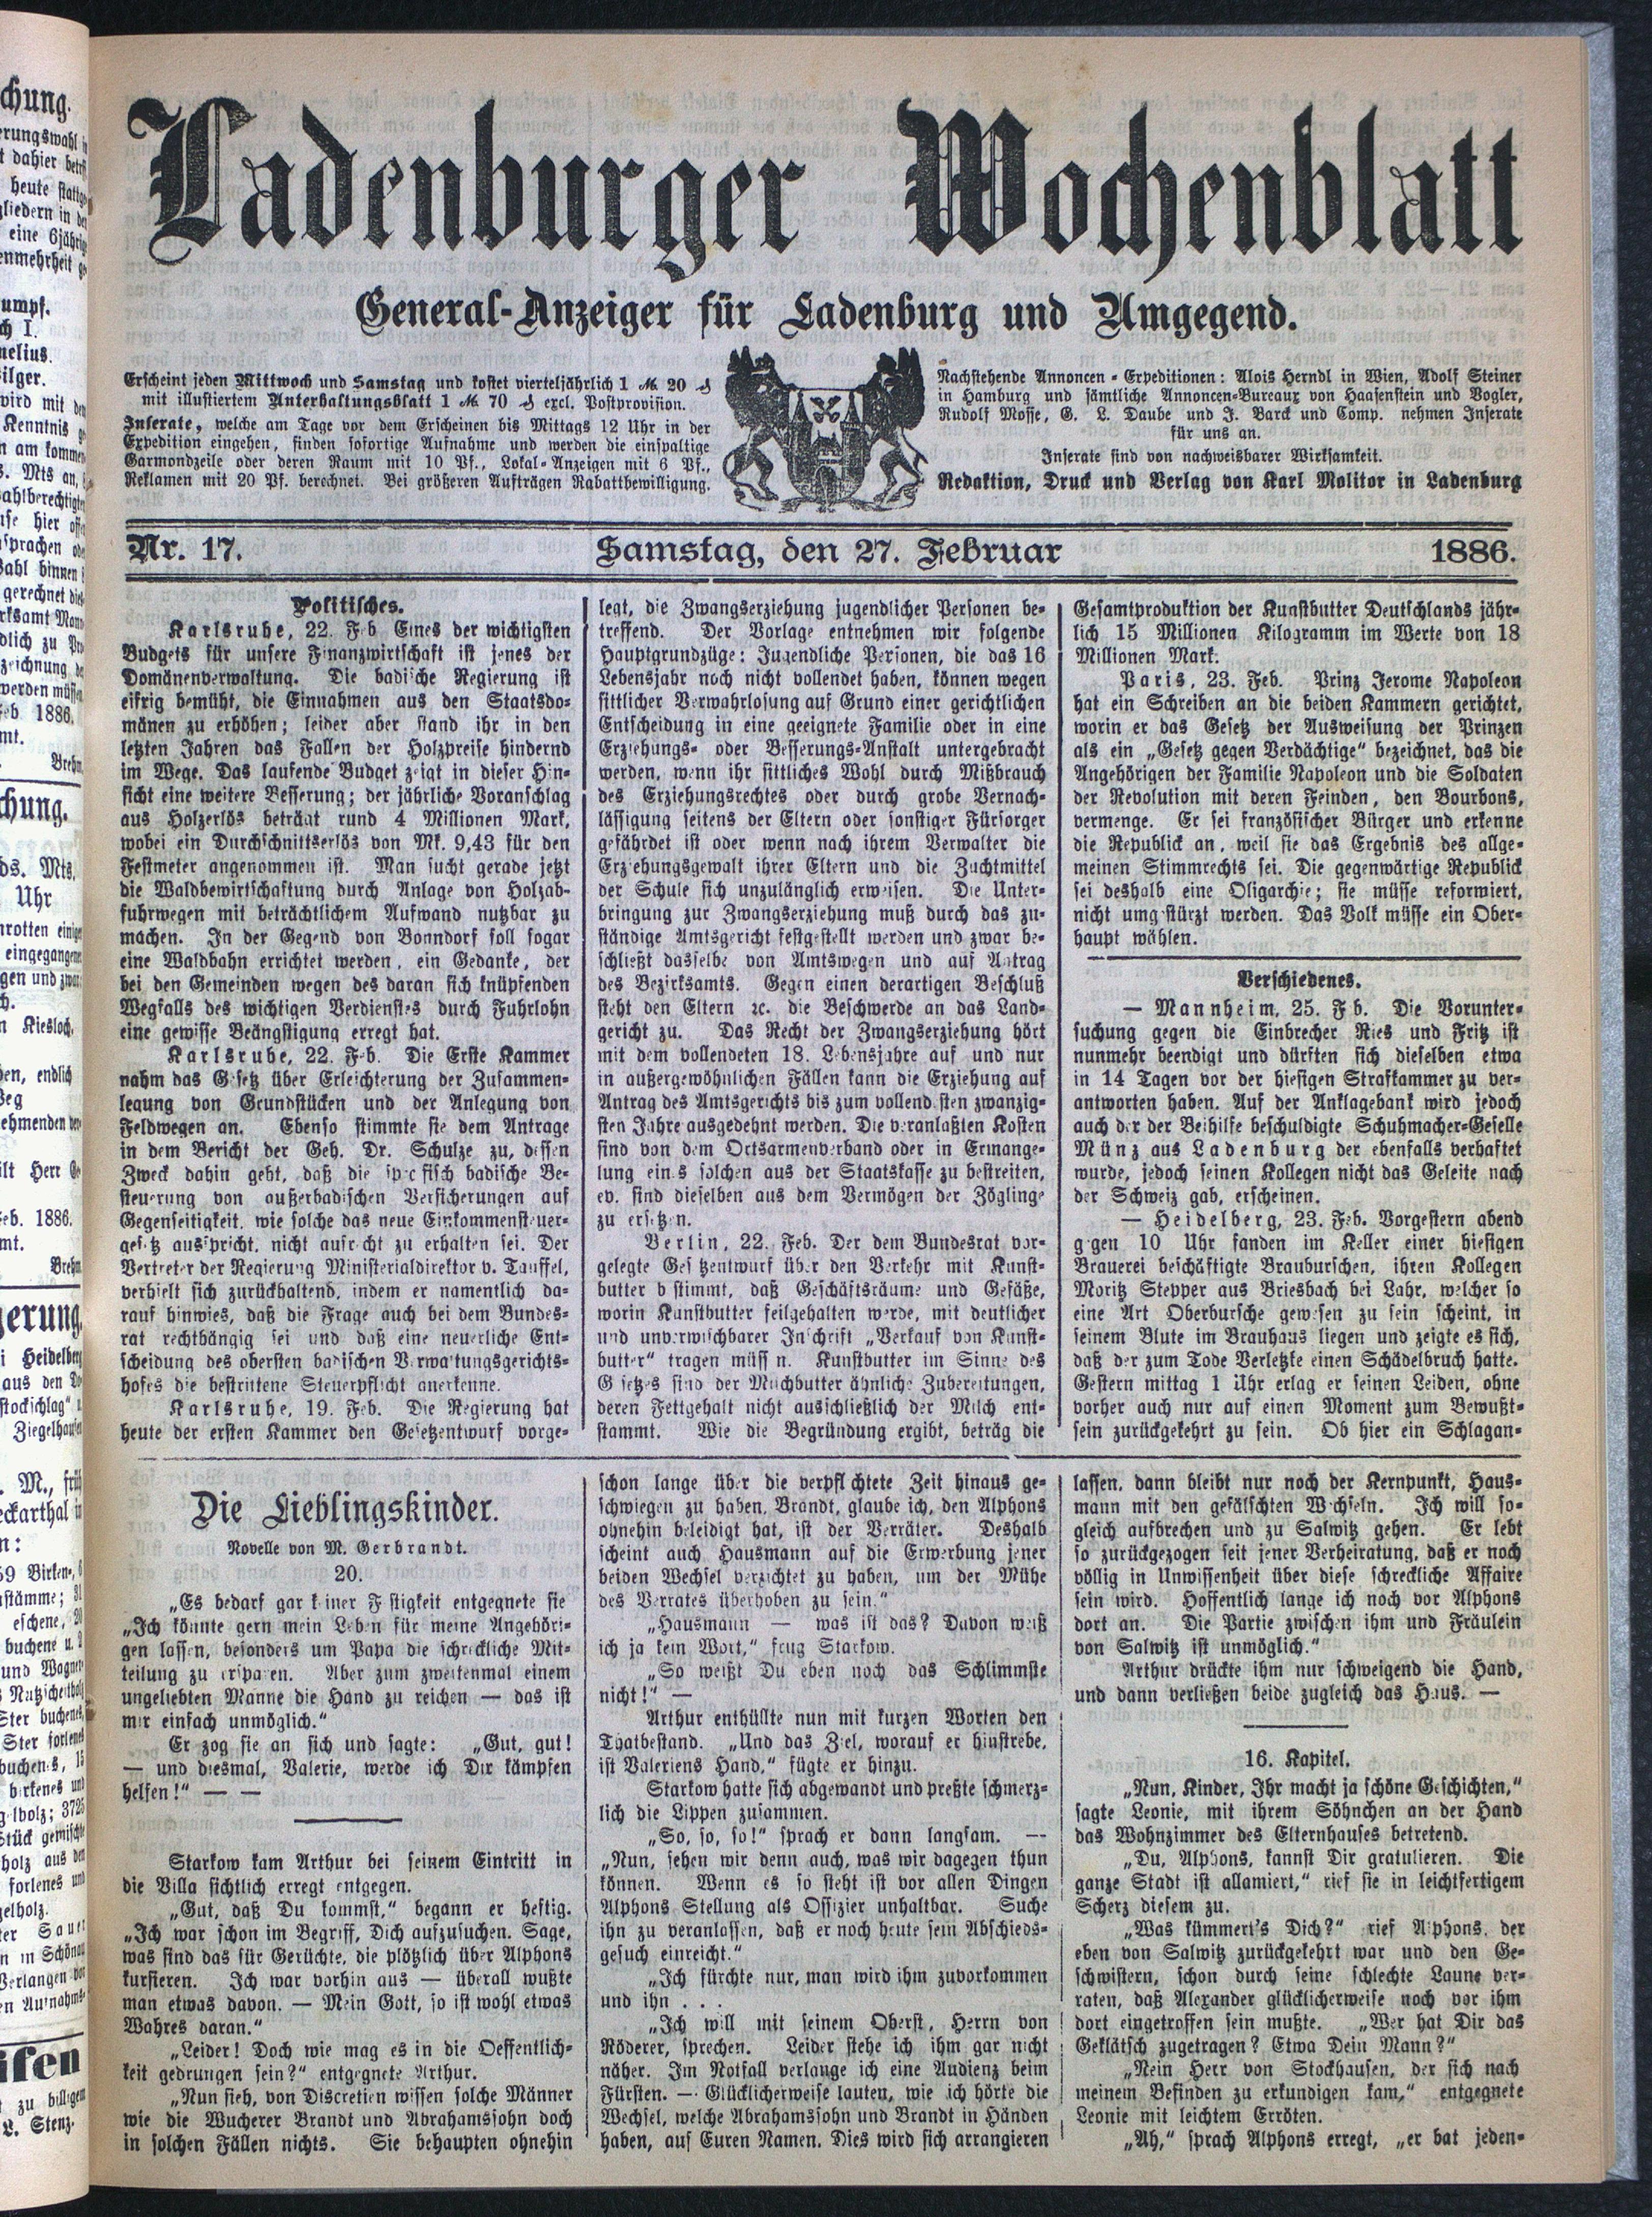 Ladenburger Wochenblatt
General-Anzeiger für Ladenburg und Umgegend.
Erscheint jeden Mittwoch und Samstag und kostet vierteljährlich 1 ℳ 20 ₰
mit illustiertem Unterhaltungsblatt 1 ℳ 70 ₰ excl. Postprovision.
Inserate, welche am Tage vor dem Erscheinen bis Mittags 12 Uhr in der
Expedition eingehen, finden sofortige Aufnahme und werden die einspaltige
Garmondzeile oder deren Raum mit 10 Pf., Lokal-Anzeigen mit 6 Pf.,
Reklamen mit 20 Pf. berechnet. Bei größeren Aufträgen Rabattbewilligung.
Nachstehende Annoncen-Expeditionen: Alois Herndl in Wien, Adolf Steiner
in Hamburg und sämtliche Annoncen-Bureaux von Haasenstein und Vogler,
Rudolf Mosse, G. L. Daube und J. Barck und Comp. nehmen Inserate
für uns an.
Inserate sind von nachweisbarer Wirksamkeit.
Redaktion, Druck und Verlag von Karl Molitor in Ladenburg
Nr. 17. Samstag, den 27. Februar 1886.
Politisches.
Karlsruhe, 22. Feb Eines der wichtigsten
Budgets für unsere Finanzwirtschaft ist jenes der
Domänenverwaltung. Die badische Regierung ist
eifrig bemüht, die Einnahmen aus den Staatsdo-
mänen zu erhöhen; leider aber stand ihr in den
letzten Jahren das Fallen der Holzpreise hindernd
im Wege. Das laufende Budget zeigt in dieser Hin-
sicht eine weitere Besserung; der jährliche Voranschlag
aus Holzerlös beträgt rund 4 Millionen Mark,
wobei ein Durchschnittserlös von Mk. 9,43 für den
Festmeter angenommen ist. Man sucht gerade jetzt
die Waldbewirtschaftung durch Anlage von Holzab-
fuhrwegen mit beträchtlichem Aufwand nutzbar zu
machen. In der Gegend von Bonndorf soll sogar
eine Waldbahn errichtet werden, ein Gedanke, der
bei den Gemeinden wegen des daran sich knüpfenden
Wegfalls des wichtigen Verdienstes durch Fuhrlohn
eine gewisse Beängstigung erregt hat.
Karlsruhe, 22. Feb. Die Erste Kammer
nahm das Gesetz über Erleichterung der Zusammen-
legung von Grundstücken und der Anlegung von
Feldwegen an. Ebenso stimmte sie dem Antrage
in dem Bericht der Geh. Dr. Schulze zu, dessen
Zweck dahin geht, daß die specifisch badische Be-
steuerung von außerbadischen Versicherungen auf
Gegenseitigkeit, wie solche das neue Einkommensteuer-
gesetz ausspricht, nicht aufrecht zu erhalten sei. Der
Vertreter der Regierung Ministerialdirektor v. Tauffel,
verhielt sich zurückhaltend, indem er namentlich da-
rauf hinwies, daß die Frage auch bei dem Bundes-
rat rechthängig sei und daß eine neuerliche Ent-
scheidung des obersten badischen Verwaltungsgerichts-
hofes die bestrittene Steuerpflicht anerkenne.
Karlsruhe, 19. Feb. Die Regierung hat
heute der ersten Kammer den Gesetzentwurf vorge-
legt, die Zwangserziehung jugendlicher Personen be-
treffend. Der Vorlage entnehmen wir folgende
Hauptgrundzüge: Jugendliche Personen, die das 16
Lebensjahr noch nicht vollendet haben, können wegen
sittlicher Verwahrlosung auf Grund einer gerichtlichen
Entscheidung in eine geeignete Familie oder in eine
Erziehungs- oder Besserungs-Anstalt untergebracht
werden, wenn ihr sittliches Wohl durch Mißbrauch
des Erziehungsrechtes oder durch grobe Vernach-
lässigung seitens der Eltern oder sonstiger Fürsorger
gefährdet ist oder wenn nach ihrem Verwalter die
Erziehungsgewalt ihrer Eltern und die Zuchtmittel
der Schule sich unzulänglich erweisen. Die Unter-
bringung zur Zwangserziehung muß durch das zu-
ständige Amtsgericht festgestellt werden und zwar be-
schließt dasselbe von Amtswegen und auf Antrag
des Bezirksamts. Gegen einen derartigen Beschluß
steht den Eltern ꝛc. die Beschwerde an das Land-
gericht zu. Das Recht der Zwangserziehung hört
mit dem vollendeten 18. Lebensjahre auf und nur
in außergewöhnlichen Fällen kann die Erziehung auf
Antrag des Amtsgerichts bis zum vollendesten zwanzig-
sten Jahre ausgedehnt werden. Die veranlaßten Kosten
sind von dem Ortsarmenverband oder in Ermange-
lung eines solchen aus der Staatskasse zu bestreiten,
ev. sind dieselben aus dem Vermögen der Zöglinge
zu ersetzen.
Berlin, 22. Feb. Der dem Bundesrat vor-
gelegte Gesetzentwurf über den Verkehr mit Kunst-
butter bestimmt, daß Geschäftsräume und Gefäße,
worin Kunstbutter feilgehalten werde, mit deutlicher
und unverwischbarer Inschrift „Verkauf von Kunst-
butter“ tragen müssen. Kunstbutter im Sinne des
Gesetzes sind der Milchbutter ähnliche Zubereitungen,
deren Fettgehalt nicht ausschließlich der Milch ent-
stammt. Wie die Begründung ergibt, beträg die
Gesamtproduktion der Kunstbutter Deutschlands jähr-
lich 15 Millionen Kilogramm im Werte von 18
Millionen Mark.
Paris, 23. Feb. Prinz Jerome Napoleon
hat ein Schreiben an die beiden Kammern gerichtet,
worin er das Gesetz der Ausweisung der Prinzen
als ein „Gesetz gegen Verdächtige“ bezeichnet, das die
Angehörigen der Familie Napoleon und die Soldaten
der Revolution mit deren Feinden, den Bourbons,
vermenge. Er sei französischer Bürger und erkenne
die Republick an, weil sie das Ergebnis des allge-
meinen Stimmrechts sei. Die gegenwärtige Republick
sei deshalb eine Oligarchie; sie müsse reformiert,
nicht umgestürzt werden. Das Volk müsse ein Ober-
haupt wählen.
Verschiedenes.
— Mannheim, 25. Feb. Die Vorunter-
suchung gegen die Einbrecher Ries und Fritz ist
nunmehr beendigt und dürften sich dieselben etwa
in 14 Tagen vor der hiesigen Strafkammer zu ver-
antworten haben. Auf der Anklagebank wird jedoch
auch der der Beihilfe beschuldigte Schuhmacher-Geselle
Münz aus Ladenburg der ebenfalls verhaftet
wurde, jedoch seinen Kollegen nicht das Geleite nach
der Schweiz gab, erscheinen.
— Heidelberg, 23. Feb. Vorgestern abend
gegen 10 Uhr fanden im Keller einer hiesigen
Brauerei beschäftigte Brauburschen, ihren Kollegen
Moritz Stepper aus Briesbach bei Lahr, welcher so
eine Art Oberbursche gewesen zu sein scheint, in
seinem Blute im Brauhaus liegen und zeigte es sich,
daß der zum Tode Verletzte einen Schädelbruch hatte.
Gestern mittag 1 Uhr erlag er seinen Leiden, ohne
vorher auch nur auf einen Moment zum Bewußt-
sein zurückgekehrt zu sein. Ob hier ein Schlagan-
Die Lieblingskinder.
Novelle von M. Gerbrandt.
20.
„Es bedarf gar keiner Festigkeit entgegnete sie
„Ich könnte gern mein Leben für meine Angehöri-
gen lassen, besonders um Papa die schreckliche Mit-
teilung zu ersparen. Aber zum zweitenmal einem
ungeliebten Manne die Hand zu reichen — das ist
mir einfach unmöglich.“
Er zog sie an sich und sagte: „Gut, gut!
— und diesmal, Valerie, werde ich Dir kämpfen
helfen!“ — —
Starkow kam Arthur bei seinem Eintritt in
die Villa sichtlich erregt entgegen.
„Gut, daß Du kommst,“ begann er heftig.
„Ich war schon im Begriff, Dich aufzusuchen. Sage,
was sind das für Gerüchte, die plötzlich über Alphons
kursieren. Ich war vorhin aus — überall wußte
man etwas davon. — Mein Gott, so ist wohl etwas
Wahres daran.“
„Leider! Doch wie mag es in die Oeffentlich-
keit gedrungen sein?“ entgegnete Arthur.
„Nun sieh, von Discretien wissen solche Männer
wie die Wucherer Brandt und Abrahamssohn doch
in solchen Fällen nichts. Sie behaupten ohnehin
schon lange über die verpflichtete Zeit hinaus ge-
schwiegen zu haben. Brandt, glaube ich, den Alphons
ohnehin beleidigt hat, ist der Verräter. Deshalb
scheint auch Hausmann auf die Erwerbung jener
beiden Wechsel verzichtet zu haben, um der Mühe
des Verrates überhoben zu sein.“
„Hausmann — was ist das? Davon weiß
ich ja kein Wort,“ frug Starkow.
„So weißt Du eben noch das Schlimmste
nicht!“ —
Arthur enthüllte nun mit kurzen Worten den
Thatbestand. „Und das Ziel, worauf er hinstrebe,
ist Valeriens Hand,“ fügte er hinzu.
Starkow hatte sich abgewandt und preßte schmerz-
lich die Lippen zusammen.
„So, so, so!“ sprach er dann langsam. —
„Nun, sehen wir denn auch, was wir dagegen thun
können. Wenn es so steht ist vor allen Dingen
Alphons Stellung als Offizier unhaltbar. Suche
ihn zu veranlassen, daß er noch heute sein Abschieds-
gesuch einreicht.“
„Ich fürchte nur, man wird ihm zuvorkommen
und ihn . . .
„Ich will mit seinem Oberst, Herrn von
Röderer, sprechen. Leider stehe ich ihm gar nicht
näher. Im Notfall verlange ich eine Audienz beim
Fürsten. — Glücklicherweise lauten, wie ich hörte die
Wechsel, welche Abrahamssohn und Brandt in Händen
haben, auf Euren Namen. Dies wird sich arrangieren
lassen, dann bleibt nur noch der Kernpunkt, Haus-
mann mit den gefälschten Wechseln. Ich will so-
gleich aufbrechen und zu Salwitz gehen. Er lebt
so zurückgezogen seit jener Verheiratung, daß er noch
völlig in Unwissenheit über diese schreckliche Affaire
sein wird. Hoffentlich lange ich noch vor Alphons
dort an. Die Partie zwischen ihm und Fräulein
von Salwitz ist unmöglich.“
Arthur drückte ihm nur schweigend die Hand,
und dann verließen beide zugleich das Haus. —
16. Kapitel.
„Nun, Kinder, Ihr macht ja schöne Geschichten,“
sagte Leonie, mit ihrem Söhnchen an der Hand
das Wohnzimmer des Elternhauses betretend.
„Du, Alphons, kannst Dir gratulieren. Die
ganze Stadt ist allamiert,“ rief sie in leichtfertigem
Scherz diesem zu.
„Was kümmert's Dich?“ rief Alphons, der
eben von Salwitz zurückgekehrt war und den Ge-
schwistern, schon durch seine schlechte Laune ver-
raten, daß Alexander glücklicherweise noch vor ihm
dort eingetroffen sein mußte. „Wer hat Dir das
Geklätsch zugetragen? Etwa Dein Mann?“
„Nein Herr von Stockhausen, der sich nach
meinem Befinden zu erkundigen kam,“ entgegnete
Leonie mit leichtem Erröten.
„Ah,“ sprach Alphons erregt, „er hat jeden-